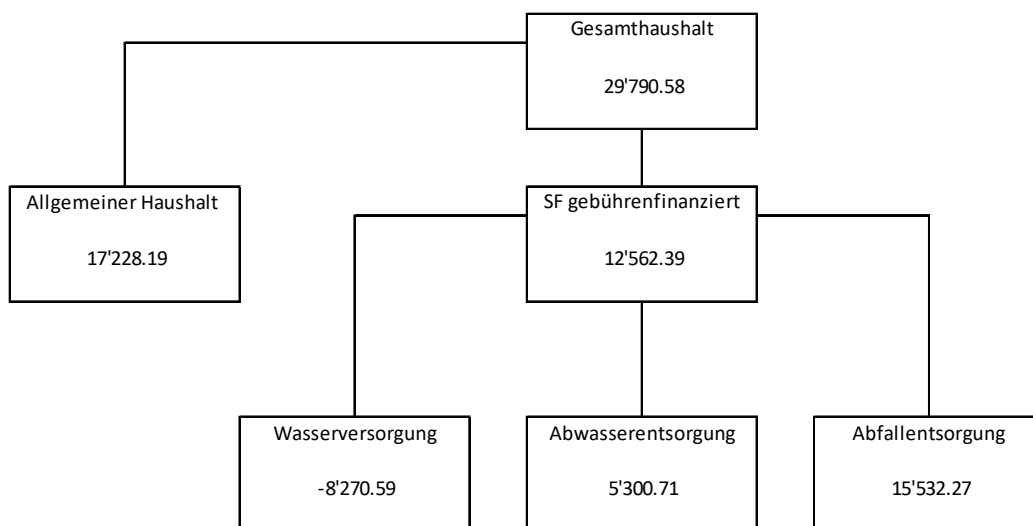 Gesamthaushalt
29'790.58
Allgemeiner Haushalt
17'228.19
SF gebührenfinanziert
12'562.39
Wasserversorgung
-8'270.59
Abwasserentsorgung
5'300.71
Abfallentsorgung
15'532.27